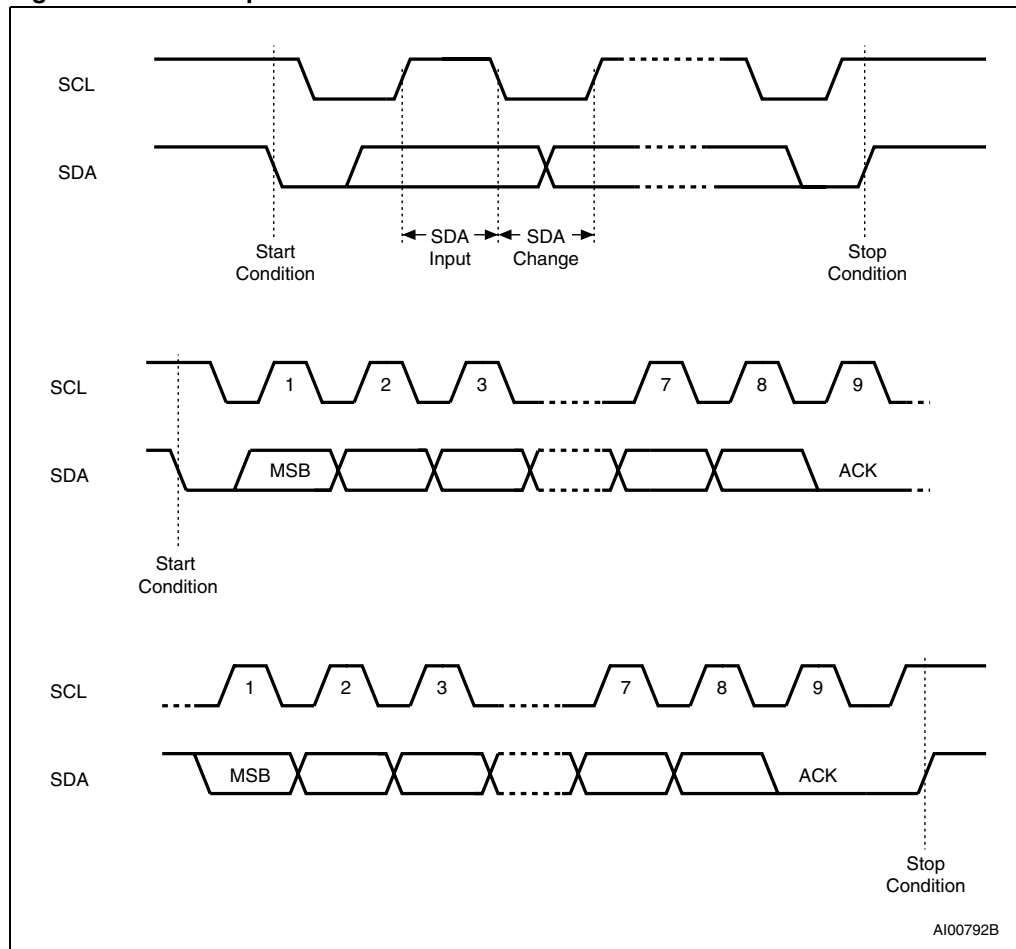 SCL
SDA
Start
Condition
SDA
Input
SDA
Change
Stop
Condition
SCL
1 2 3 7 8 9
SDA
MSB ACK
Start
Condition
SCL
1 2 3 7 8 9
SDA
MSB ACK
Stop
Condition
AI00792B